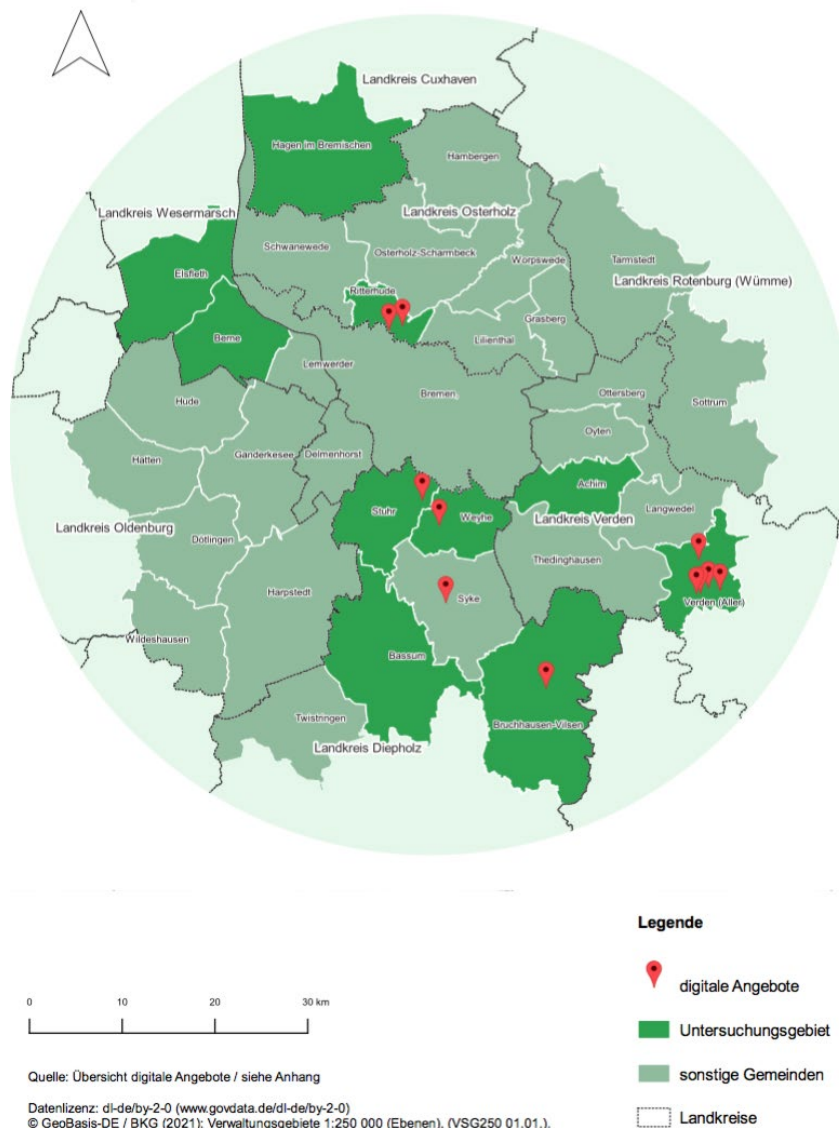 Landkreis Cuxhaven
Hagen im Bremischen
Hambergen
Landkreis Wesermarsch
Landkreis Osterholz
Schwanewede
Osterholz-Scharmbeck
Worpswede
Tarmstedt
Elsfleth
Landkreis Rotenburg (Wümme)
Ritterhude
Grasberg
Berne
Lilienthal
Lemwerder
Bremen
Ottersberg
Hude
Sottrum
Oyten
Hatten
Ganderkesee
Delmenhorst
Achim
Stuhr
Weyhe
Langwedel
Landkreis Oldenburg
Landkreis Verden
Dötlingen
Thedinghausen
Harpstedt
Syke
Verden (Aller)
Wildeshausen
Bassum
Twistringen
Bruchhausen-Vilsen
Landkreis Diepholz
Legende
digitale Angebote
Untersuchungsgebiet
sonstige Gemeinden
Landkreise
0 10 20 30 km
Quelle: Übersicht digitale Angebote / siehe Anhang
Datenlizenz: dl-de/by-2-0 (www.govdata.de/dl-de/by-2-0)
© GeoBasis-DE / BKG (2021): Verwaltungsgebiete 1:250 000 (Ebenen), (VSG250 01.01.).